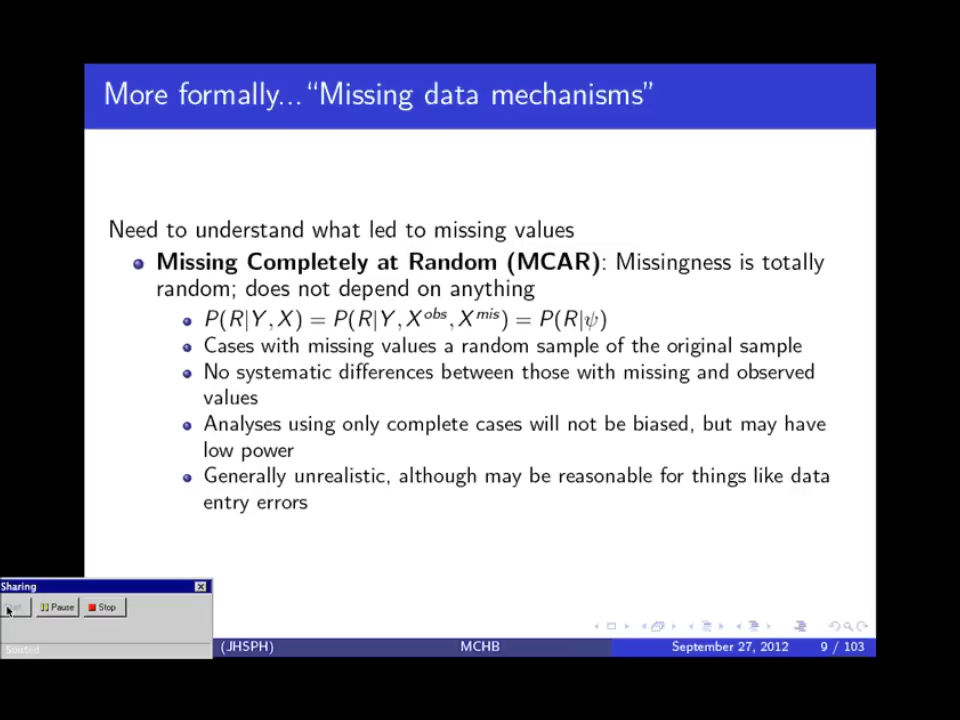 More formally... “Missing data mechanisms”
Need to understand what led to missing values
Missing Completely at Random (MCAR): Missingness is totally
random; does not depend on anything
P(R|Y, X) = P(R|Y, X^obs, X^mis) = P(R|ψ)
Cases with missing values a random sample of the original sample
No systematic differences between those with missing and observed
values
Analyses using only complete cases will not be biased, but may have
low power
Generally unrealistic, although may be reasonable for things like data
entry errors
Sharing
Pause Stop
(JHSPH) MCHB September 27, 2012 9 / 103